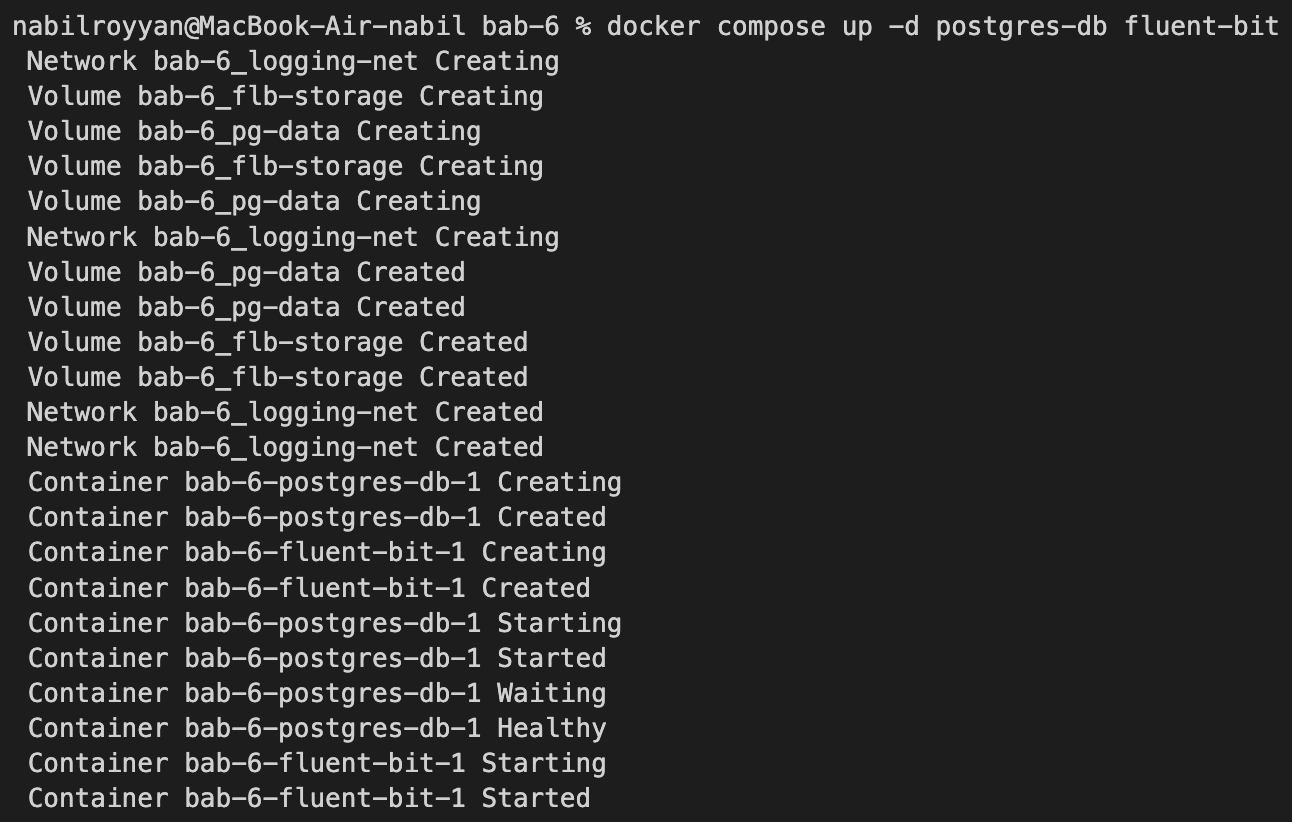 nabilroyyan@MacBook-Air-nabil bab-6 % docker compose up -d postgres-db fluent-bit
Network bab-6_logging-net Creating
Volume bab-6_flb-storage Creating
Volume bab-6_pg-data Creating
Volume bab-6_flb-storage Creating
Volume bab-6_pg-data Creating
Network bab-6_logging-net Creating
Volume bab-6_pg-data Created
Volume bab-6_pg-data Created
Volume bab-6_flb-storage Created
Volume bab-6_flb-storage Created
Network bab-6_logging-net Created
Network bab-6_logging-net Created
Container bab-6-postgres-db-1 Creating
Container bab-6-postgres-db-1 Created
Container bab-6-fluent-bit-1 Creating
Container bab-6-fluent-bit-1 Created
Container bab-6-postgres-db-1 Starting
Container bab-6-postgres-db-1 Started
Container bab-6-postgres-db-1 Waiting
Container bab-6-postgres-db-1 Healthy
Container bab-6-fluent-bit-1 Starting
Container bab-6-fluent-bit-1 Started